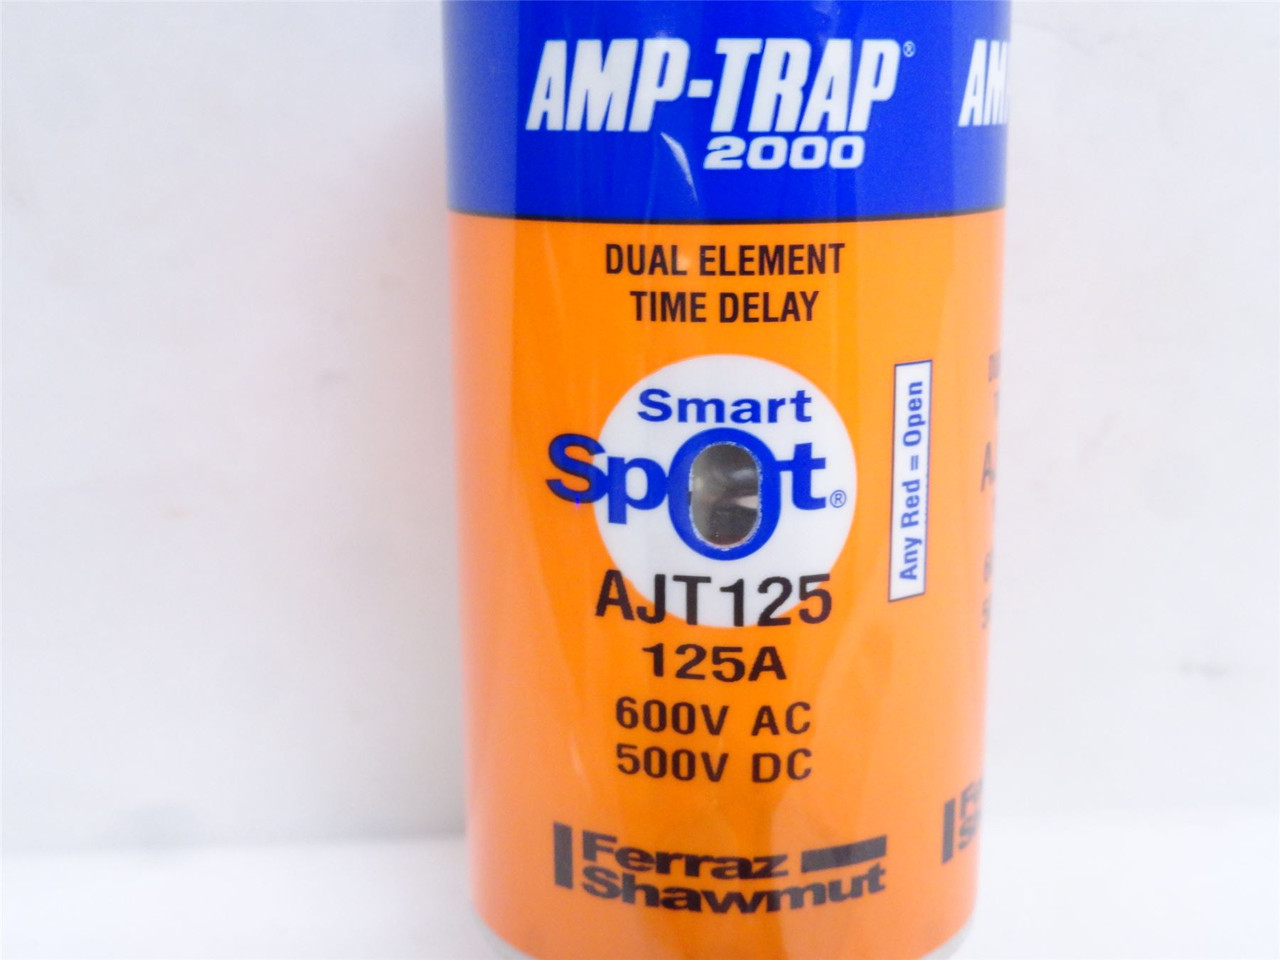 AMP-TRAP®
2000
DUAL ELEMENT
TIME DELAY
Smart
Spot®
Any Red = Open
AJT125
125A
600V AC
500V DC
Ferraz
Shawmut